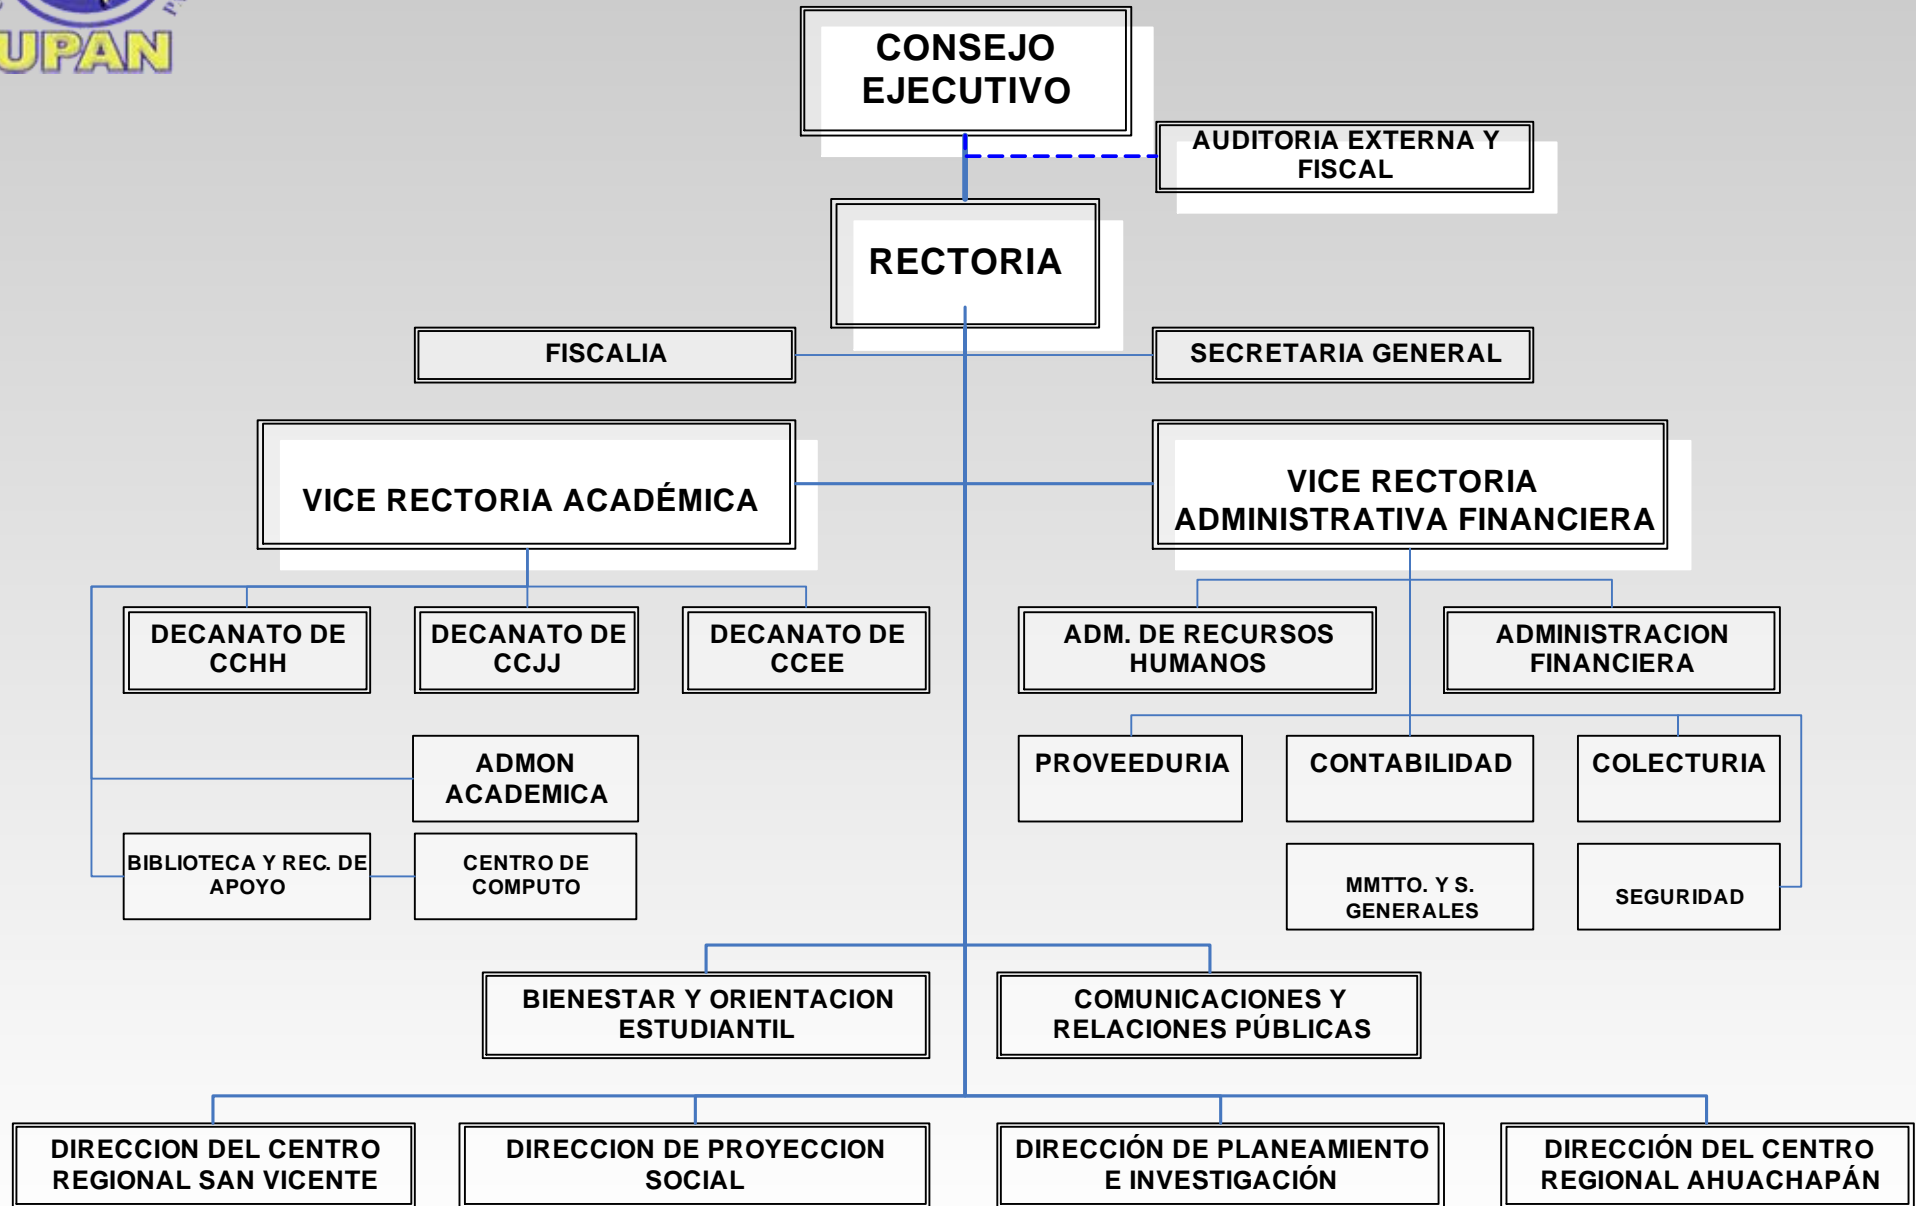 UPAN
CONSEJO
EJECUTIVO
AUDITORIA EXTERNA Y
FISCAL
RECTORIA
FISCALIA
SECRETARIA GENERAL
VICE RECTORIA ACADÉMICA
VICE RECTORIA
ADMINISTRATIVA FINANCIERA
DECANATO DE
CCHH
DECANATO DE
CCJJ
DECANATO DE
CCEE
ADM. DE RECURSOS
HUMANOS
ADMINISTRACION
FINANCIERA
ADMON
ACADEMICA
PROVEEDURIA
CONTABILIDAD
COLECTURIA
BIBLIOTECA Y REC. DE
APOYO
CENTRO DE
COMPUTO
MMTTO. Y S.
GENERALES
SEGURIDAD
BIENESTAR Y ORIENTACION
ESTUDIANTIL
COMUNICACIONES Y
RELACIONES PÚBLICAS
DIRECCION DEL CENTRO
REGIONAL SAN VICENTE
DIRECCION DE PROYECCION
SOCIAL
DIRECCIÓN DE PLANEAMIENTO
E INVESTIGACIÓN
DIRECCIÓN DEL CENTRO
REGIONAL AHUACHAPÁN